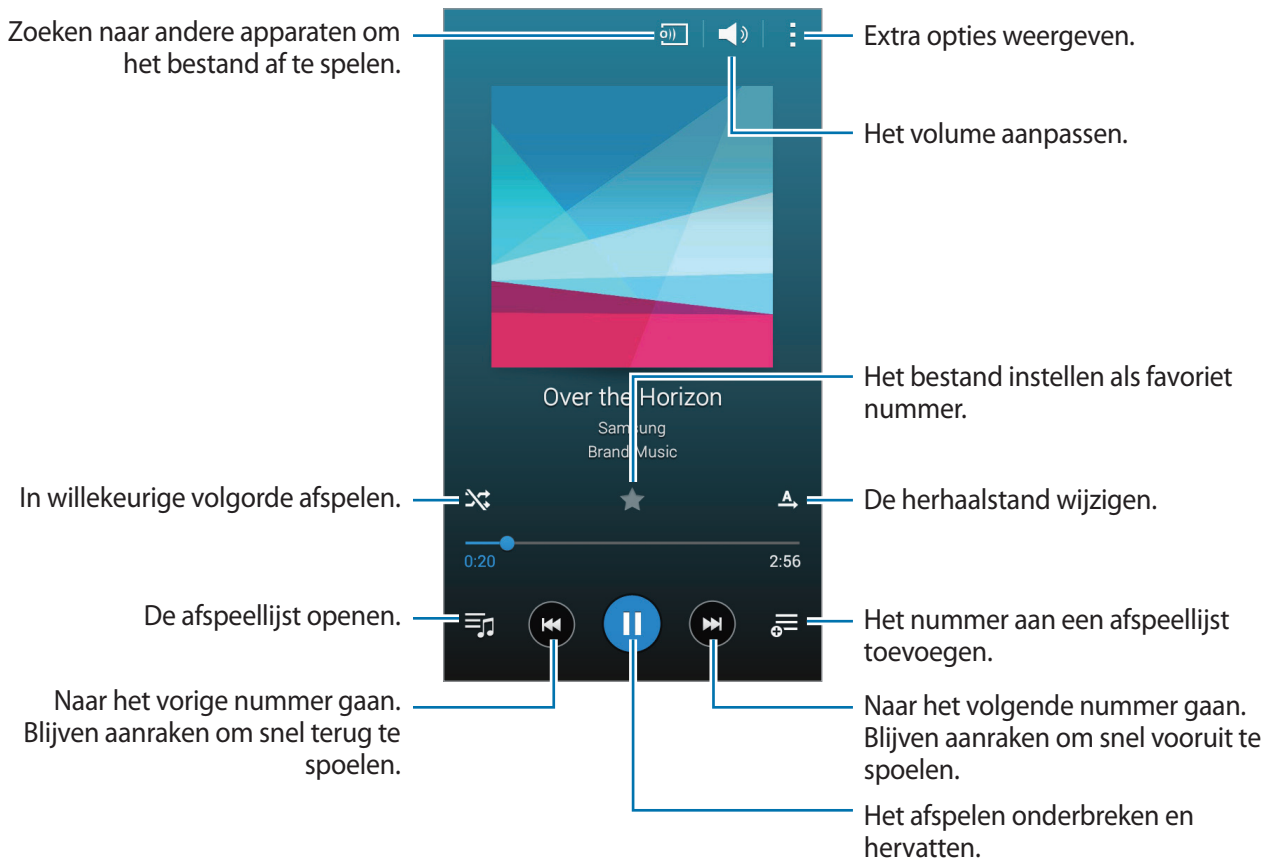 Zoeken naar andere apparaten om
het bestand af te spelen.
Extra opties weergeven.
Het volume aanpassen.
Het bestand instellen als favoriet
nummer.
Over the Horizon
Samsung
Brand Music
In willekeurige volgorde afspelen.
A
De herhaalstand wijzigen.
0:20
2:56
De afspeellijst openen.
Het nummer aan een afspeellijst
toevoegen.
Naar het vorige nummer gaan.
Blijven aanraken om snel terug te
spoelen.
Naar het volgende nummer gaan.
Blijven aanraken om snel vooruit te
spoelen.
Het afspelen onderbreken en
hervatten.